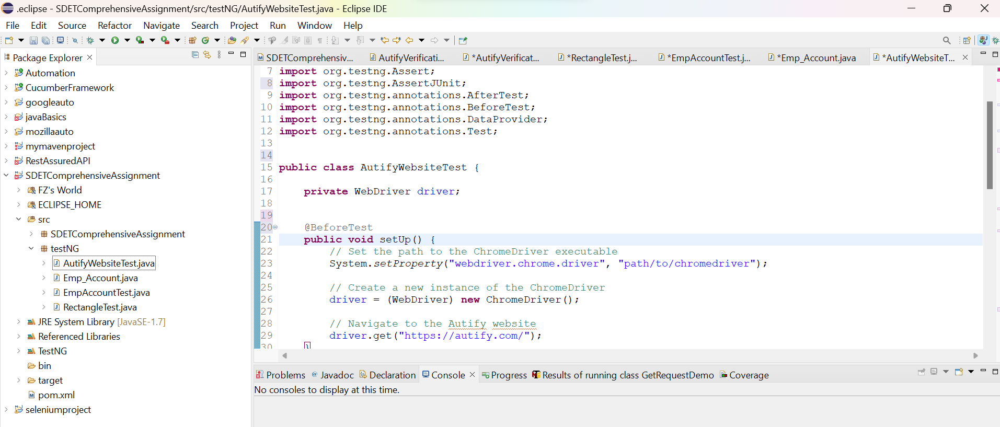 .eclipse - SDETComprehensiveAssignment/src/testNG/AutifyWebsiteTest.java - Eclipse IDE
File Edit Source Refactor Navigate Search Project Run Window Help
Package Explorer
Automation
CucumberFramework
googleauto
javaBasics
mozillaauto
mymavenproject
RestAssuredAPI
SDETComprehensiveAssignment
FZ's World
ECLIPSE_HOME
src
SDETComprehensiveAssignment
testNG
AutifyWebsiteTest.java
Emp_Account.java
EmpAccountTest.java
RectangleTest.java
JRE System Library [JavaSE-1.7]
Referenced Libraries
TestNG
bin
target
pom.xml
seleniumproject
SDETComprehensiv... AutifyVerificati... *AutifyVerificat... *RectangleTest.j... *EmpAccountTest.j... *Emp_Account.java *AutifyWebsiteT...
7 import org.testng.Assert;
8 import org.testng.AssertJUnit;
9 import org.testng.annotations.AfterTest;
10 import org.testng.annotations.BeforeTest;
11 import org.testng.annotations.DataProvider;
12 import org.testng.annotations.Test;
13
14
15 public class AutifyWebsiteTest {
16
17 private WebDriver driver;
18
19
20 @BeforeTest
21 public void setUp() {
22 // Set the path to the ChromeDriver executable
23 System.setProperty("webdriver.chrome.driver", "path/to/chromedriver");
24
25 // Create a new instance of the ChromeDriver
26 driver = (WebDriver) new ChromeDriver();
27
28 // Navigate to the Autify website
29 driver.get("https://autify.com/");
30 }
Problems Javadoc Declaration Console Progress Results of running class GetRequestDemo Coverage
No consoles to display at this time.